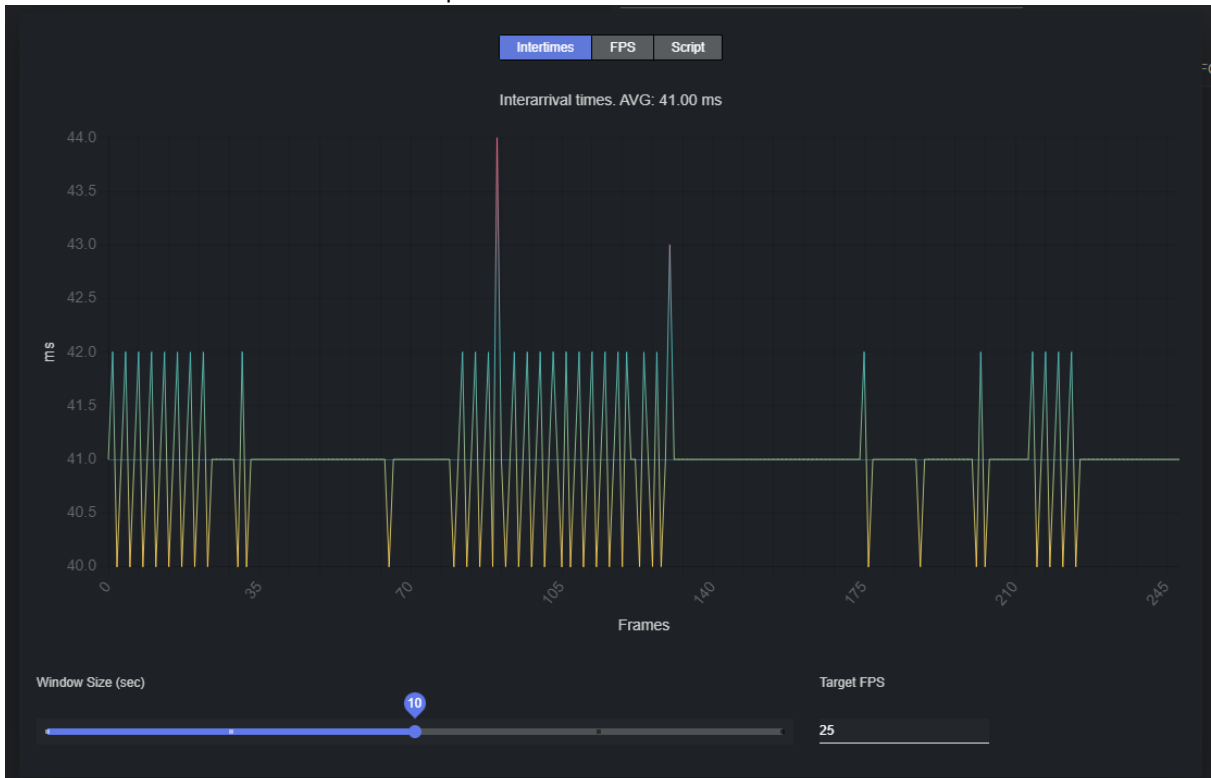 Intertimes FPS Script
Interarrival times. AVG: 41.00 ms
44.0
43.5
43.0
42.5
42.0
41.5
41.0
40.5
40.0
ms
0 35 70 105 140 175 210 245
Frames
Window Size (sec)
10
Target FPS
25